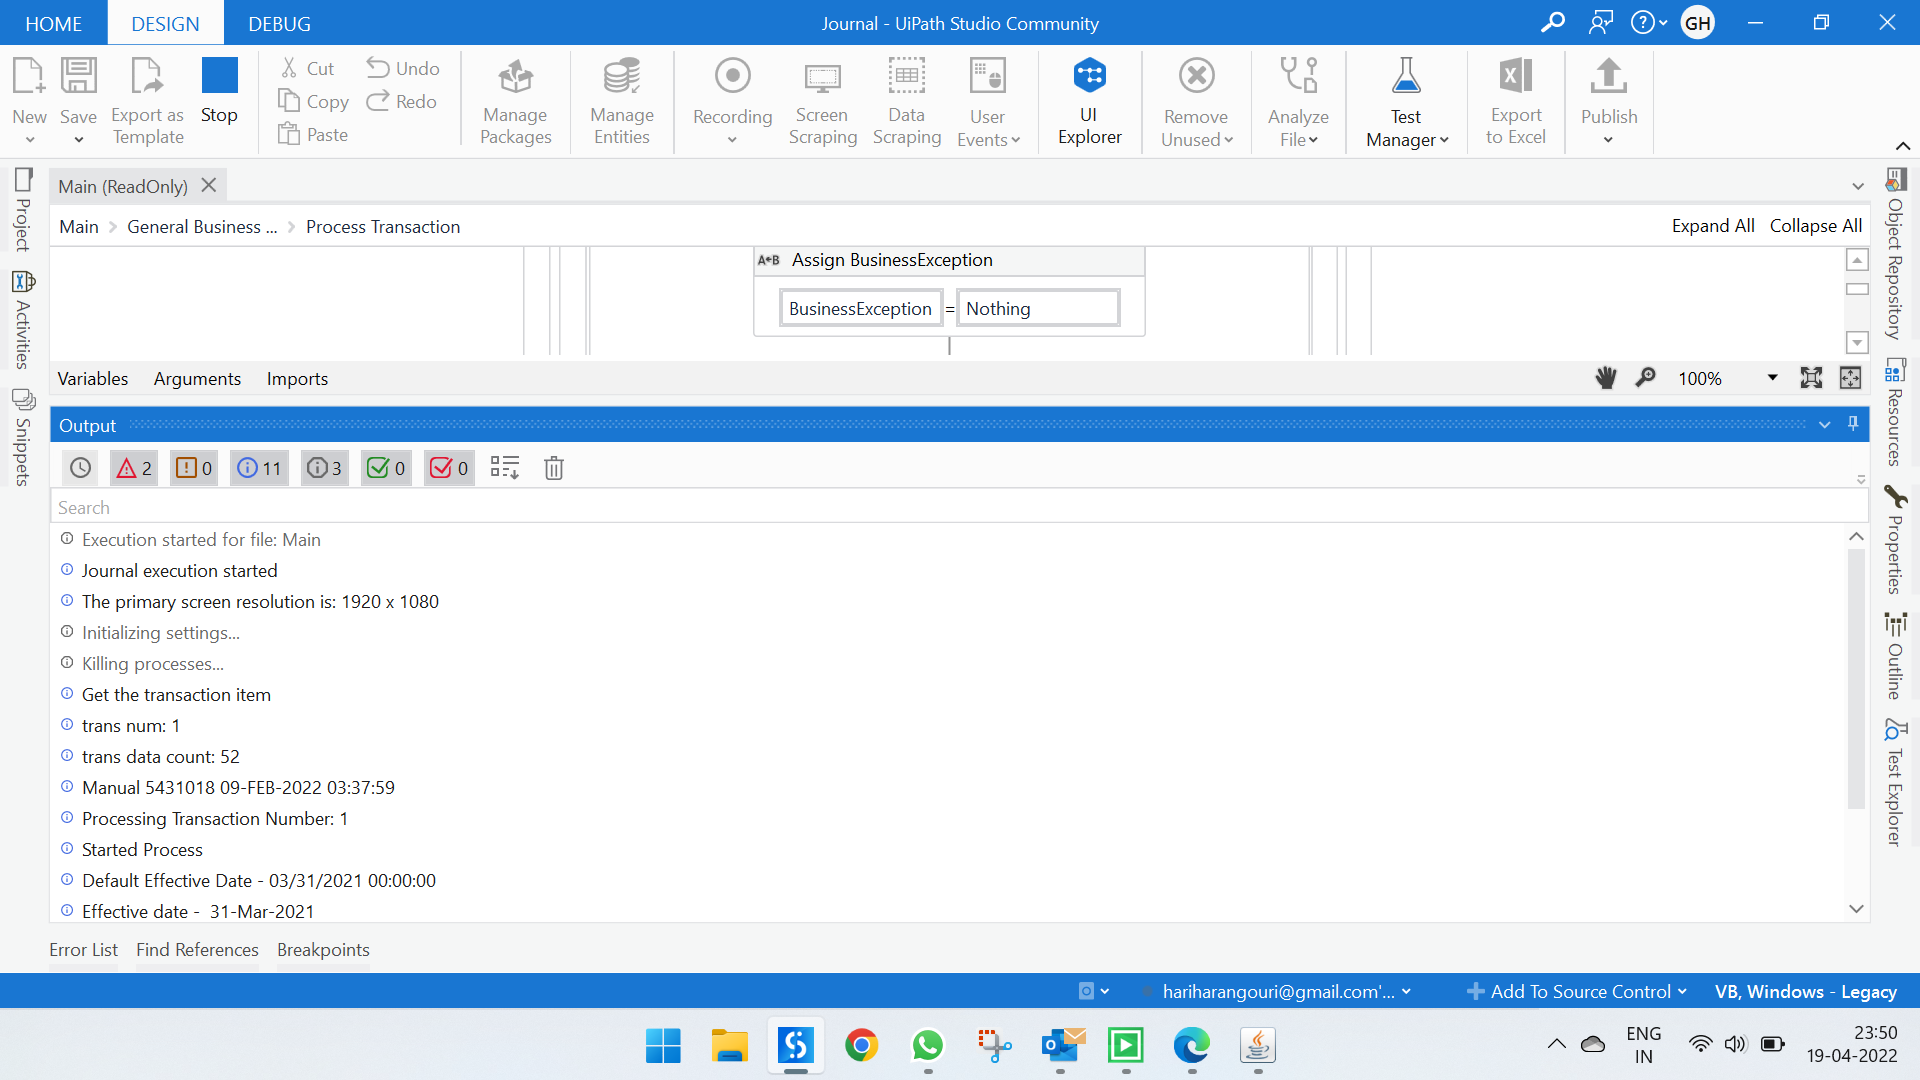 HOME DESIGN DEBUG
Journal - UiPath Studio Community
GH
New
Save
Export as
Template
Stop
Cut
Copy
Paste
Undo
Redo
Manage
Packages
Manage
Entities
Recording
Screen
Scraping
Data
Scraping
User
Events
UI
Explorer
Remove
Unused
Analyze
File
Test
Manager
Export
to Excel
Publish
Project
Activities
Snippets
Main (ReadOnly)
Main > General Business ... > Process Transaction
Expand All Collapse All
A+B Assign BusinessException
BusinessException = Nothing
Variables Arguments Imports
100%
Output
2 0 11 3 0 0
Search
Execution started for file: Main
Journal execution started
The primary screen resolution is: 1920 x 1080
Initializing settings...
Killing processes...
Get the transaction item
trans num: 1
trans data count: 52
Manual 5431018 09-FEB-2022 03:37:59
Processing Transaction Number: 1
Started Process
Default Effective Date - 03/31/2021 00:00:00
Effective date -  31-Mar-2021
Error List Find References Breakpoints
Object Repository
Resources
Properties
Outline
Test Explorer
hariharangouri@gmail.com'...
Add To Source Control
VB, Windows - Legacy
ENG
IN
23:50
19-04-2022